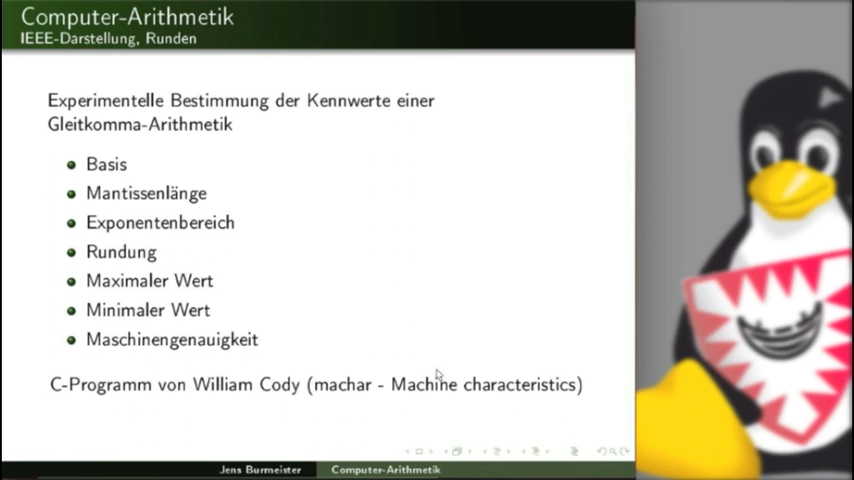 Computer-Arithmetik
IEEE-Darstellung, Runden
Experimentelle Bestimmung der Kennwerte einer
Gleitkomma-Arithmetik
Basis
Mantissenlänge
Exponentenbereich
Rundung
Maximaler Wert
Minimaler Wert
Maschinengenauigkeit
C-Programm von William Cody (machar - Machine characteristics)
Jens Burmeister
Computer-Arithmetik